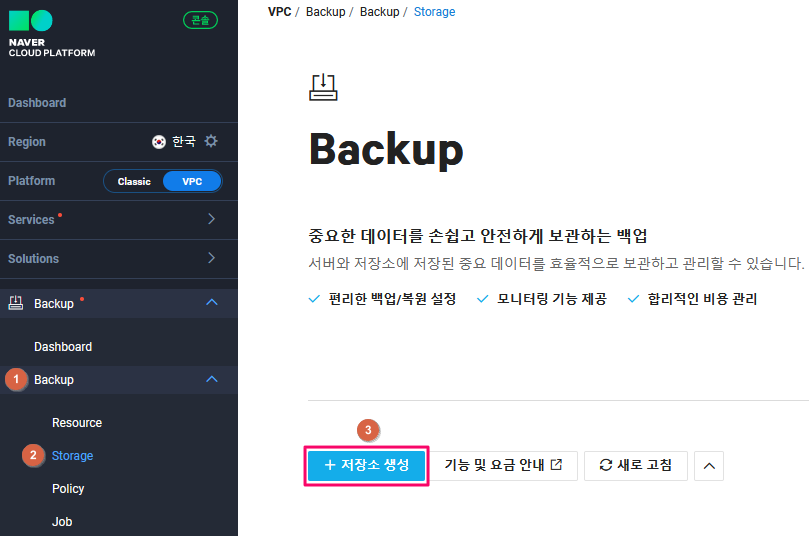 NAVER
CLOUD PLATFORM
콘솔
Dashboard
Region 한국
Platform Classic VPC
Services
Solutions
Backup
Dashboard
1 Backup
Resource
2 Storage
Policy
Job
VPC / Backup / Backup / Storage
Backup
중요한 데이터를 손쉽고 안전하게 보관하는 백업
서버와 저장소에 저장된 중요 데이터를 효율적으로 보관하고 관리할 수 있습니다.
편리한 백업/복원 설정 모니터링 기능 제공 합리적인 비용 관리
3
+ 저장소 생성 기능 및 요금 안내 새로 고침